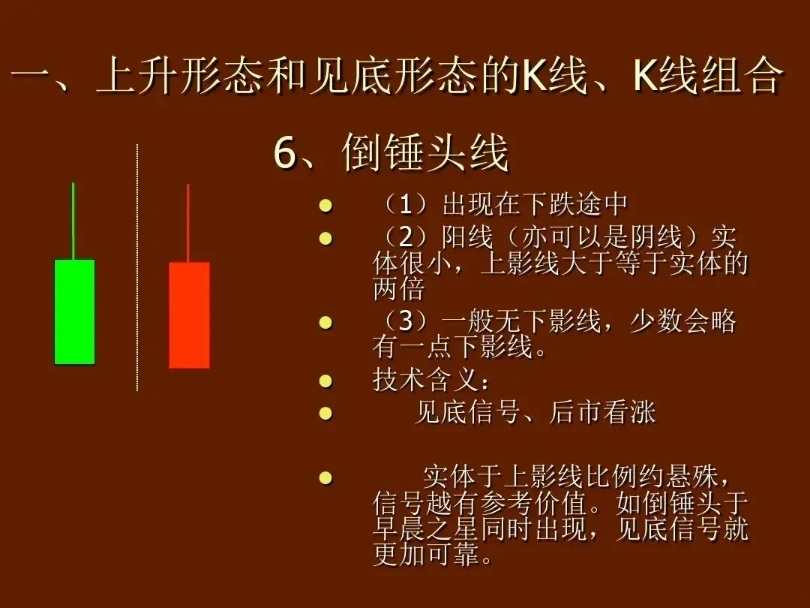 一、上升形态和见底形态的K线、K线组合
6、倒锤头线
（1）出现在下跌途中
（2）阳线（亦可以是阴线）实
体很小，上影线大于等于实体的
两倍
（3）一般无下影线，少数会略
有一点下影线。
技术含义：
见底信号、后市看涨
实体于上影线比例约悬殊，
信号越有参考价值。如倒锤头于
早晨之星同时出现，见底信号就
更加可靠。